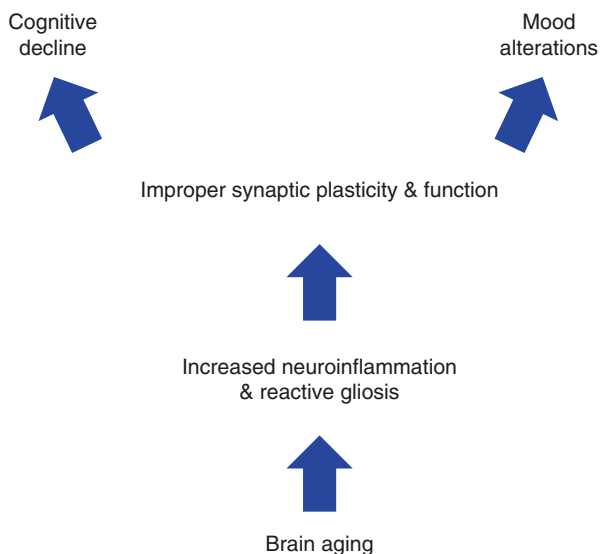 Cognitive
decline
Mood
alterations
Improper synaptic plasticity & function
Increased neuroinflammation
& reactive gliosis
Brain aging